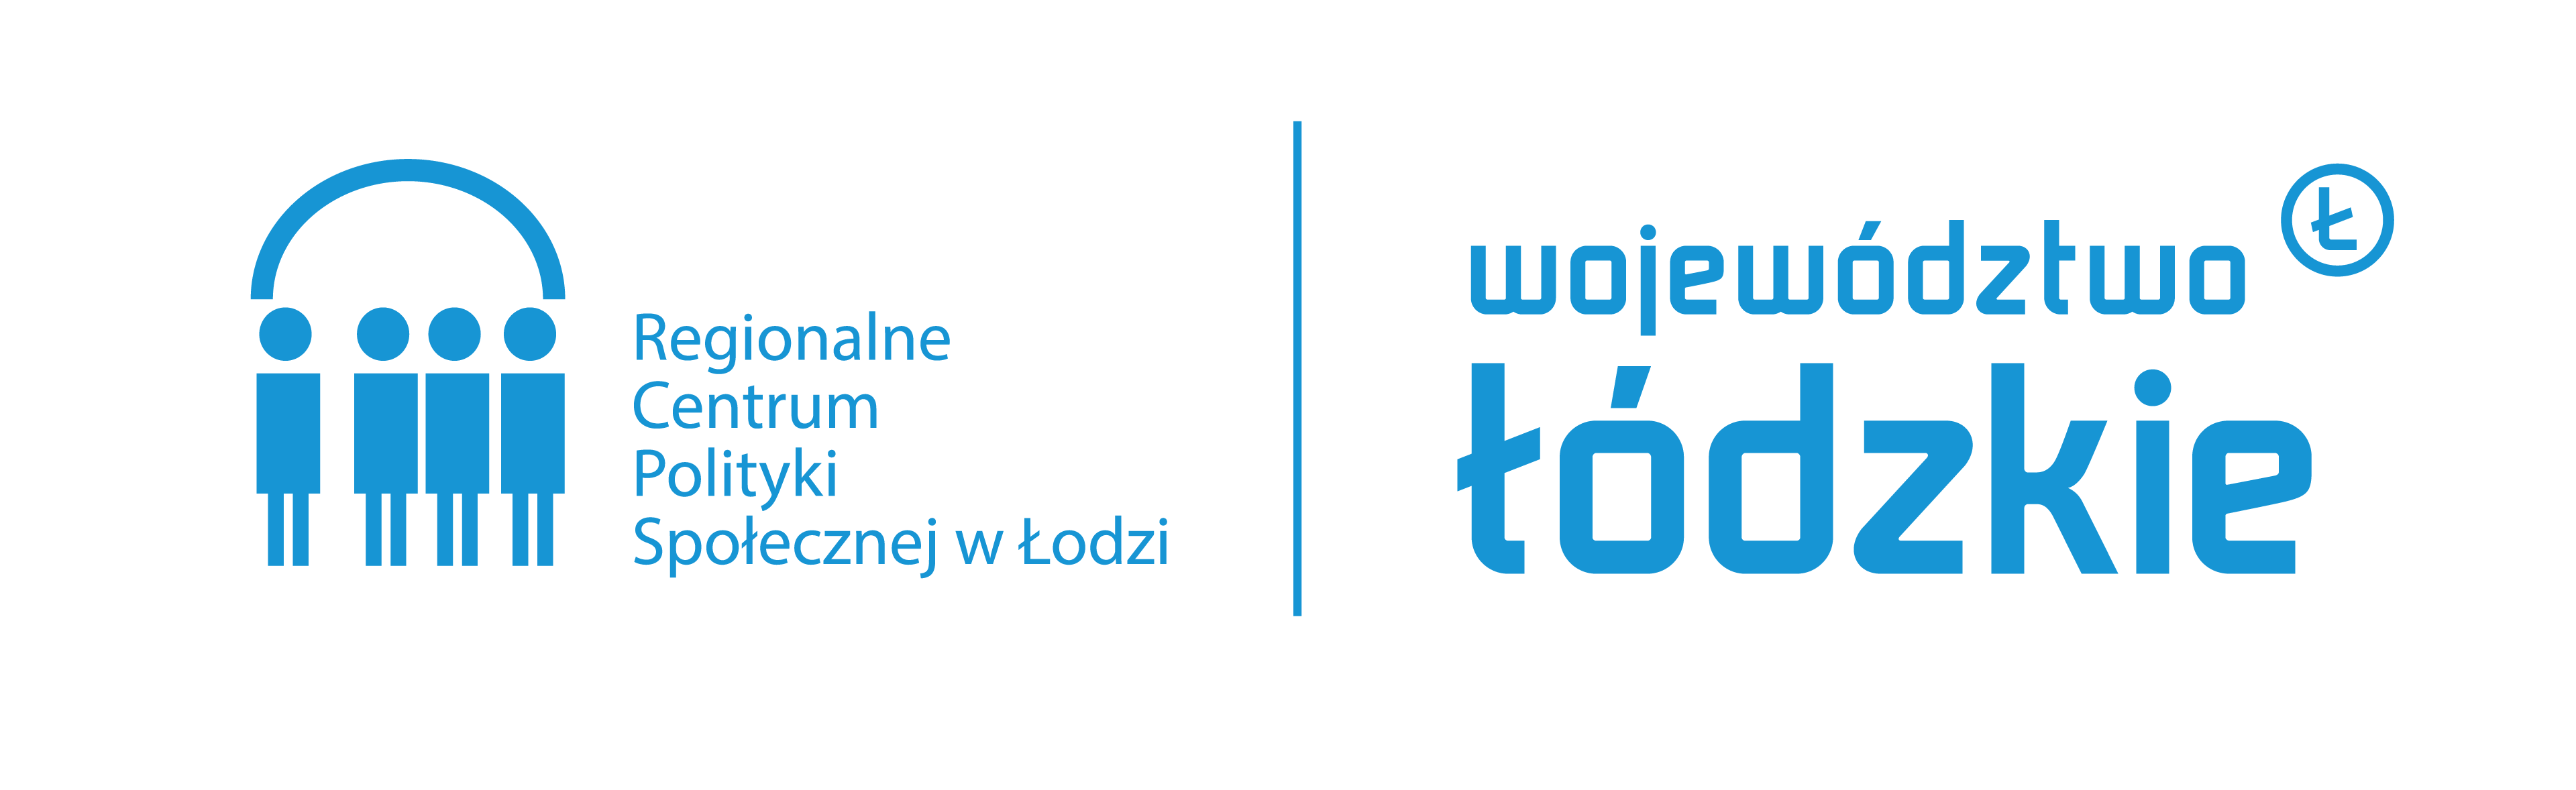 Regionalne
Centrum
Polityki
Społecznej w Łodzi
województwo Ł
łódzkie